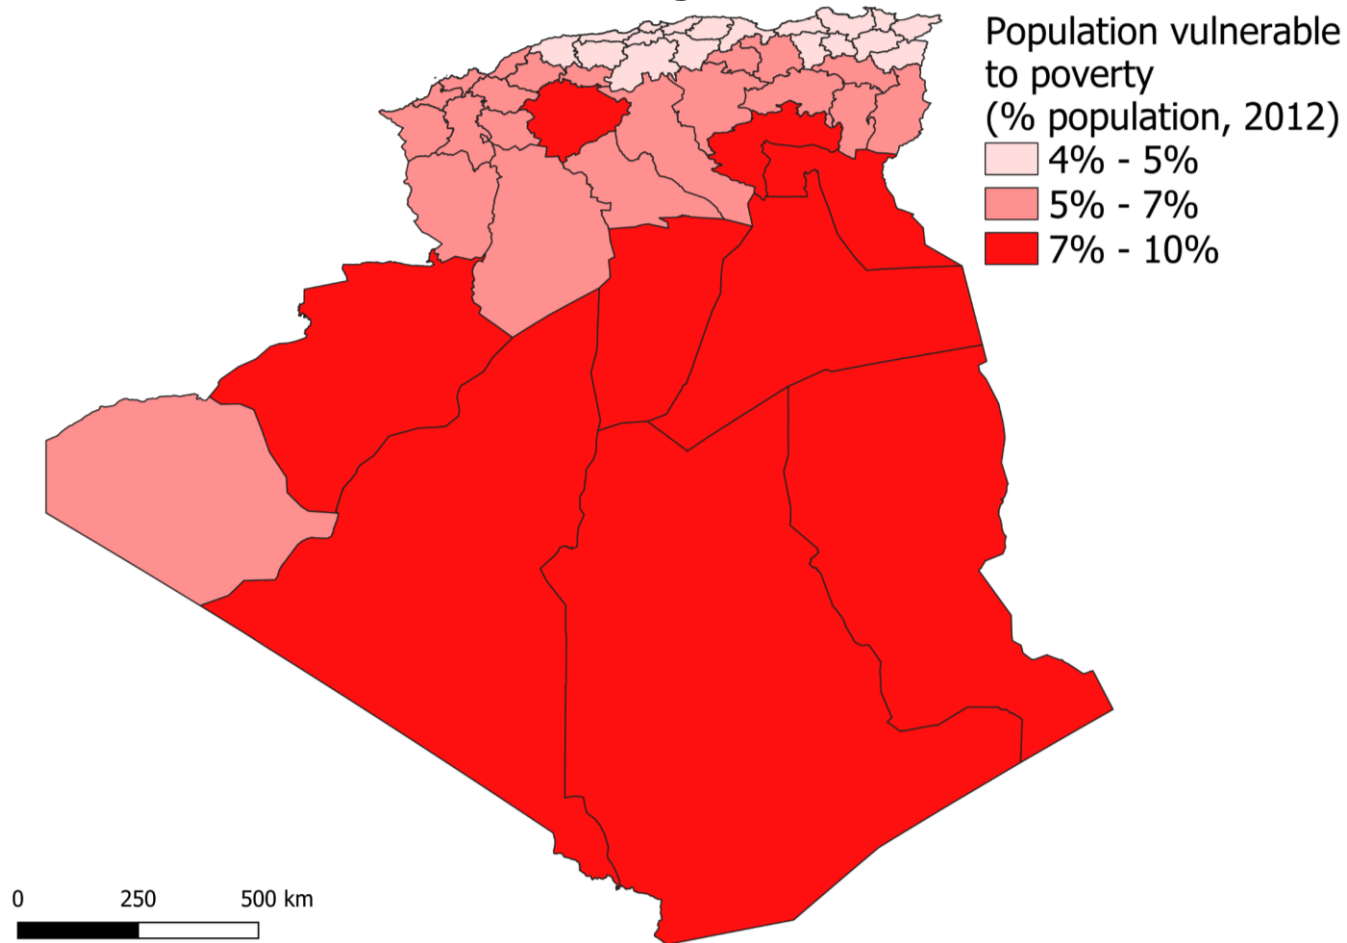 Population vulnerable
to poverty
(% population, 2012)
4% - 5%
5% - 7%
7% - 10%
0 250 500 km